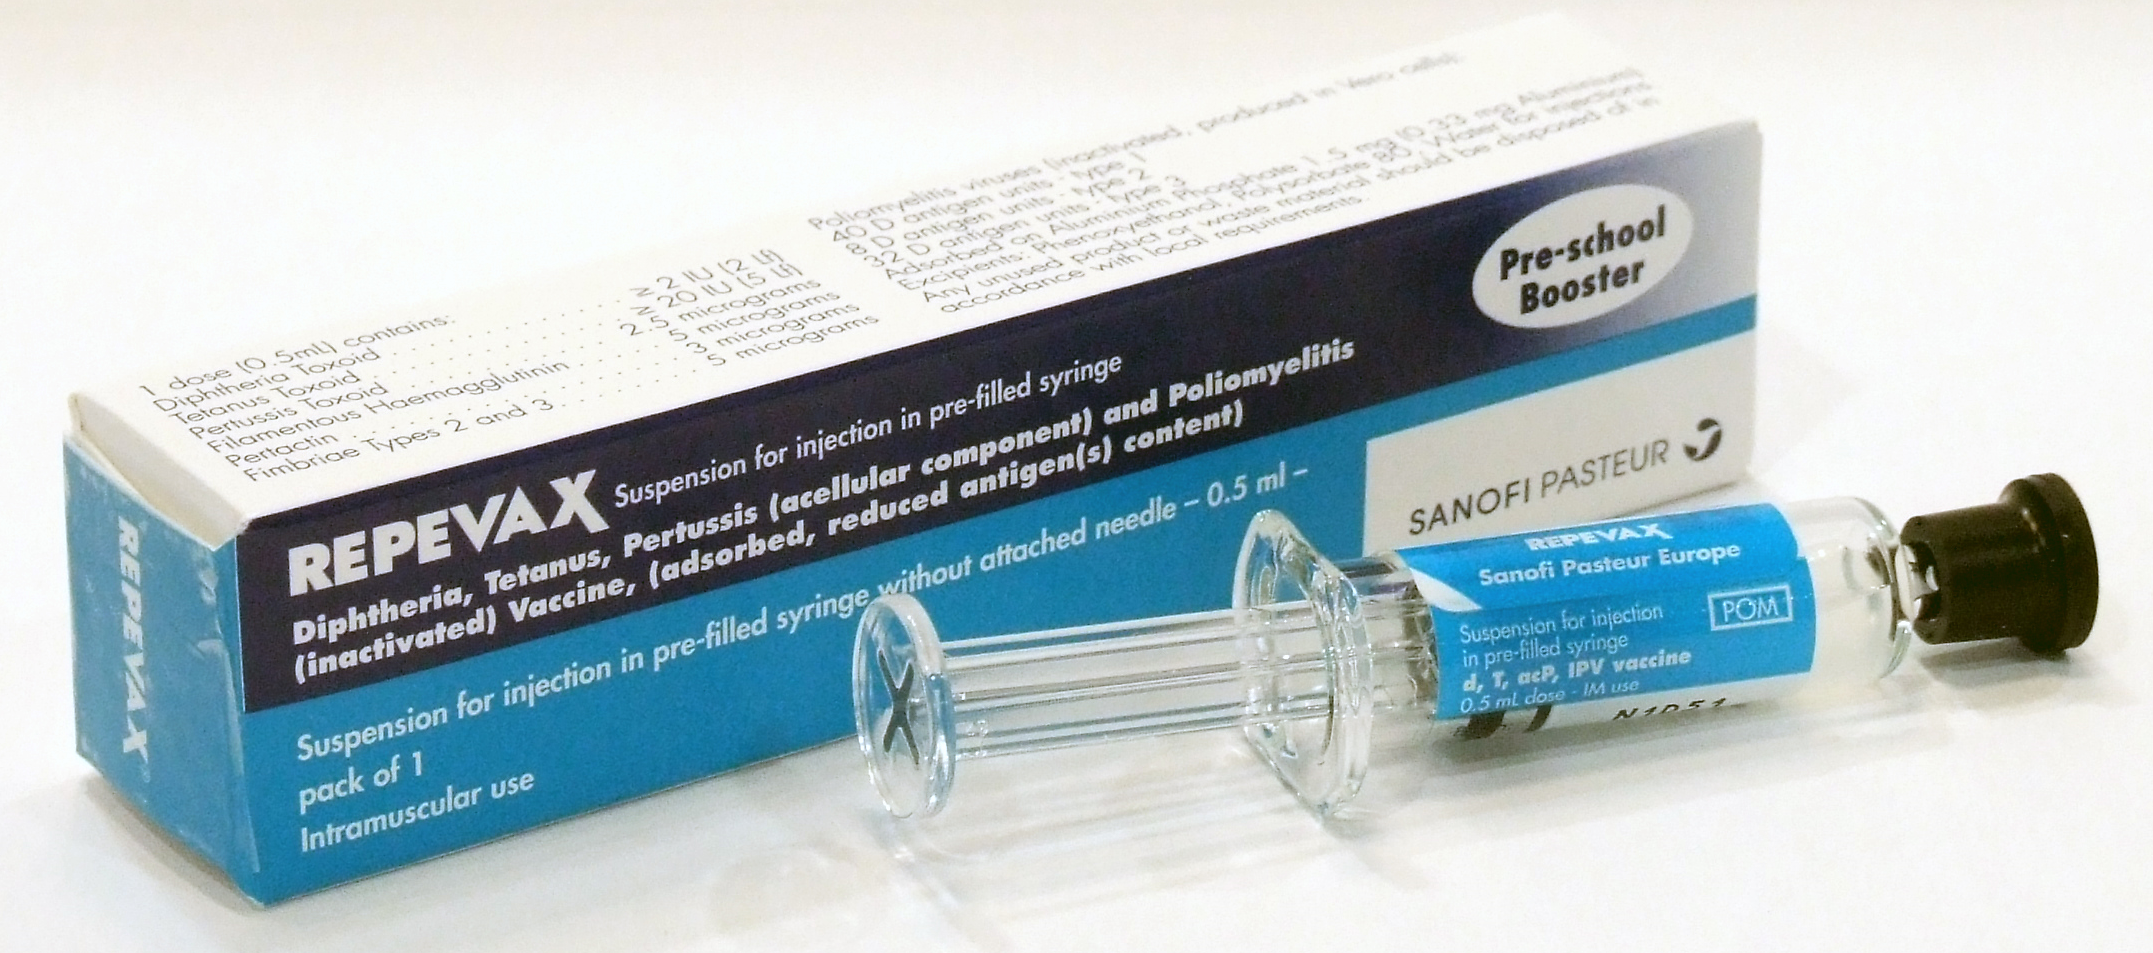 1 dose (0.5ml) contains:
Diphtheria Toxoid . . . . . . . . . . . . . . . . . . ≥ 2 IU (2 Lf)
Tetanus Toxoid . . . . . . . . . . . . . . . . . . ≥ 20 IU (5 Lf)
Pertussis Toxoid . . . . . . . . . . . . . . . . . . 2.5 micrograms
Filamentous Haemagglutinin . . . . . . . . . . 5 micrograms
Pertactin . . . . . . . . . . . . . . . . . . 3 micrograms
Fimbriae Types 2 and 3 . . . . . . . . . . . . 5 micrograms
Poliomyelitis viruses (inactivated, produced in Vero cells):
40 D antigen units - type 1
8 D antigen units - type 2
32 D antigen units - type 3
Adsorbed on Aluminium Phosphate 1.5 mg (0.33 mg Aluminium)
Excipients: Phenoxyethanol, Polysorbate 80, Water for injections
Any unused product or waste material should be disposed of in
accordance with local requirements.
REPEVAX Suspension for injection in pre-filled syringe
Diphtheria, Tetanus, Pertussis (acellular component) and Poliomyelitis
(inactivated) Vaccine, (adsorbed, reduced antigen(s) content)
Suspension for injection in pre-filled syringe without attached needle – 0.5 ml –
pack of 1
Intramuscular use
Pre-school
Booster
SANOFI PASTEUR
REPEVAX
REPEVAX
Sanofi Pasteur Europe
Suspension for injection
in pre-filled syringe
d, T, acP, IPV vaccine
0.5 mL dose - IM use
POM